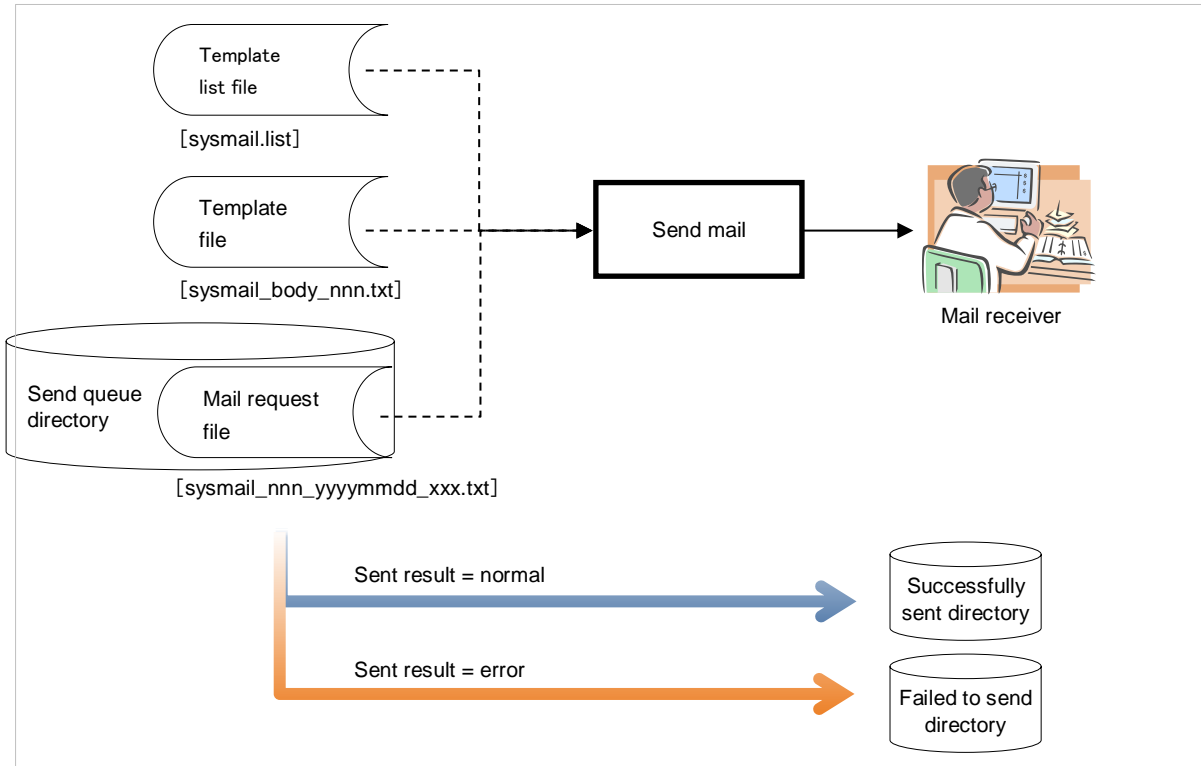 Template
list file
［sysmail.list］
Template
file
［sysmail_body_nnn.txt］
Send mail
Mail receiver
Send queue
directory
Mail request
file
［sysmail_nnn_yyyymmdd_xxx.txt］
Sent result = normal
Successfully
sent directory
Sent result = error
Failed to send
directory